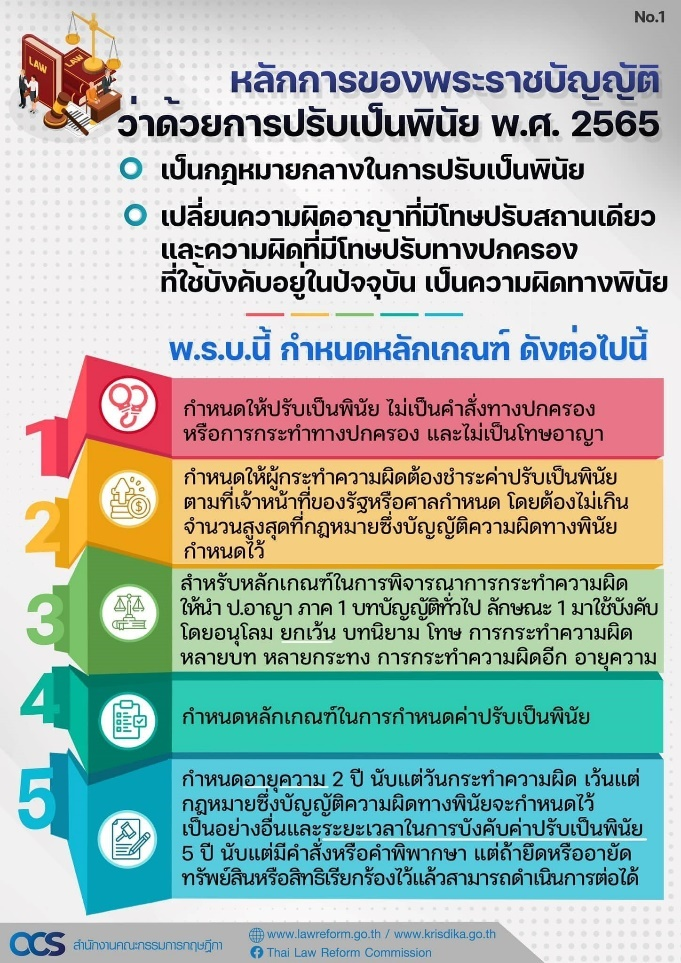 No.1
LAW
LAW
หลักการของพระราชบัญญัติ
ว่าด้วยการปรับเป็นพินัย พ.ศ. 2565
เป็นกฎหมายกลางในการปรับเป็นพินัย
เปลี่ยนความผิดอาญาที่มีโทษปรับสถานเดียว
และความผิดที่มีโทษปรับทางปกครอง
ที่ใช้บังคับอยู่ในปัจจุบัน เป็นความผิดทางพินัย
พ.ร.บ.นี้ กำหนดหลักเกณฑ์ ดังต่อไปนี้
1
กำหนดให้ปรับเป็นพินัย ไม่เป็นคำสั่งทางปกครอง
หรือการกระทำทางปกครอง และไม่เป็นโทษอาญา
2
กำหนดให้ผู้กระทำความผิดต้องชำระค่าปรับเป็นพินัย
ตามที่เจ้าหน้าที่ของรัฐหรือศาลกำหนด โดยต้องไม่เกิน
จำนวนสูงสุดที่กฎหมายซึ่งบัญญัติความผิดทางพินัย
กำหนดไว้
3
สำหรับหลักเกณฑ์ในการพิจารณาการกระทำความผิด
ให้นำ ป.อาญา ภาค 1 บทบัญญัติทั่วไป ลักษณะ 1 มาใช้บังคับ
โดยอนุโลม ยกเว้น บทนิยาม โทษ การกระทำความผิด
หลายบท หลายกระทง การกระทำความผิดอีก อายุความ
4
กำหนดหลักเกณฑ์ในการกำหนดค่าปรับเป็นพินัย
5
กำหนดอายุความ 2 ปี นับแต่วันกระทำความผิด เว้นแต่
กฎหมายซึ่งบัญญัติความผิดทางพินัยจะกำหนดไว้
เป็นอย่างอื่นและระยะเวลาในการบังคับค่าปรับเป็นพินัย
5 ปี นับแต่มีคำสั่งหรือคำพิพากษา แต่ถ้ายึดหรืออายัด
ทรัพย์สินหรือสิทธิเรียกร้องไว้แล้วสามารถดำเนินการต่อได้
OCS สำนักงานคณะกรรมการกฤษฎีกา
www.lawreform.go.th / www.krisdika.go.th
Thai Law Reform Commission